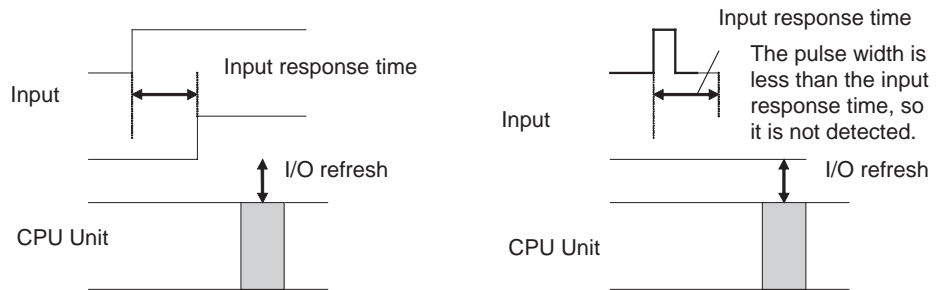 Input response time
Input
I/O refresh
CPU Unit
Input response time
The pulse width is
less than the input
response time, so
it is not detected.
Input
I/O refresh
CPU Unit